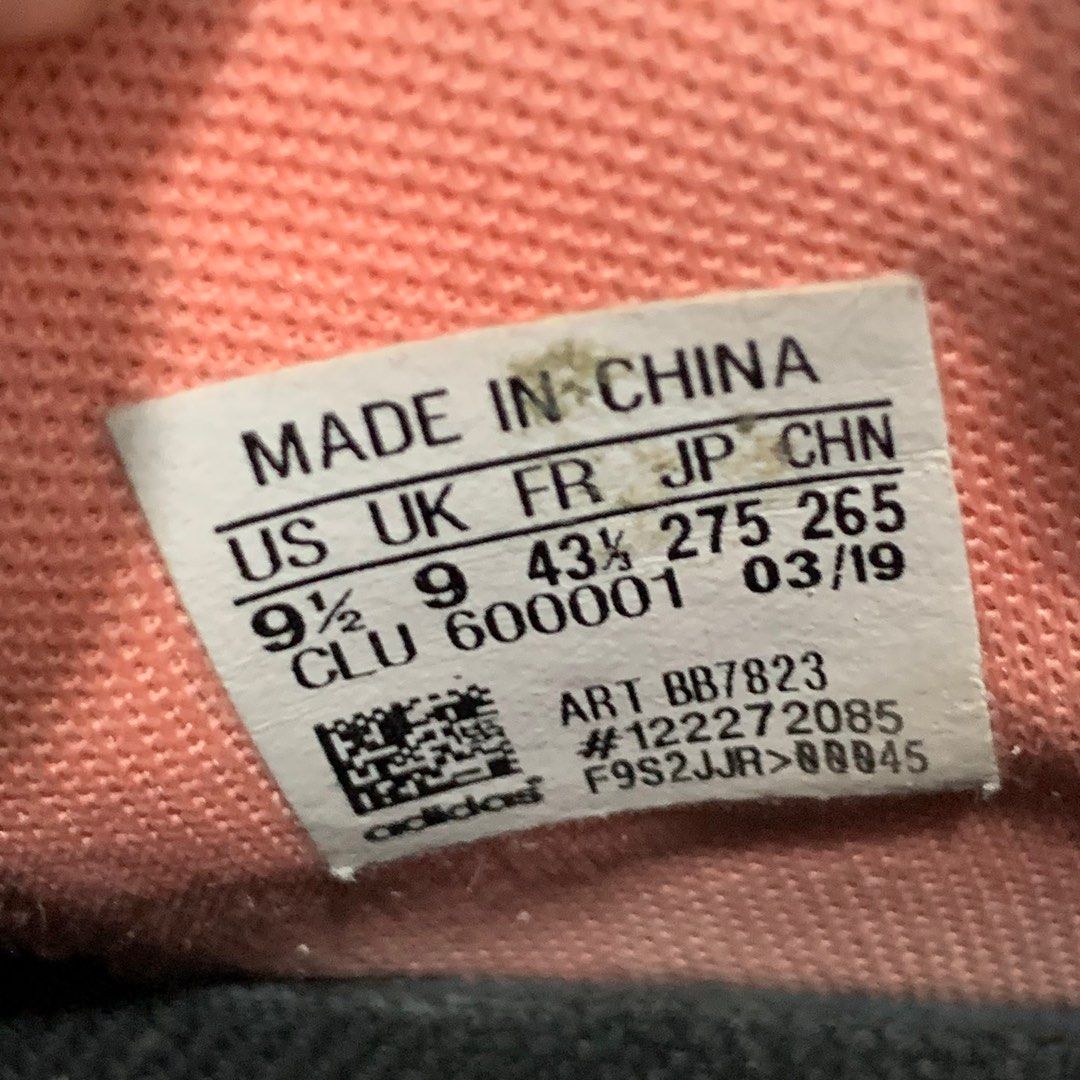 MADE IN CHINA
US UK FR JP CHN
9½ 9 43⅓ 275 265
CLU 600001 03/19
ART BB7823
#122272085
F9S2JJR>00045
adidas